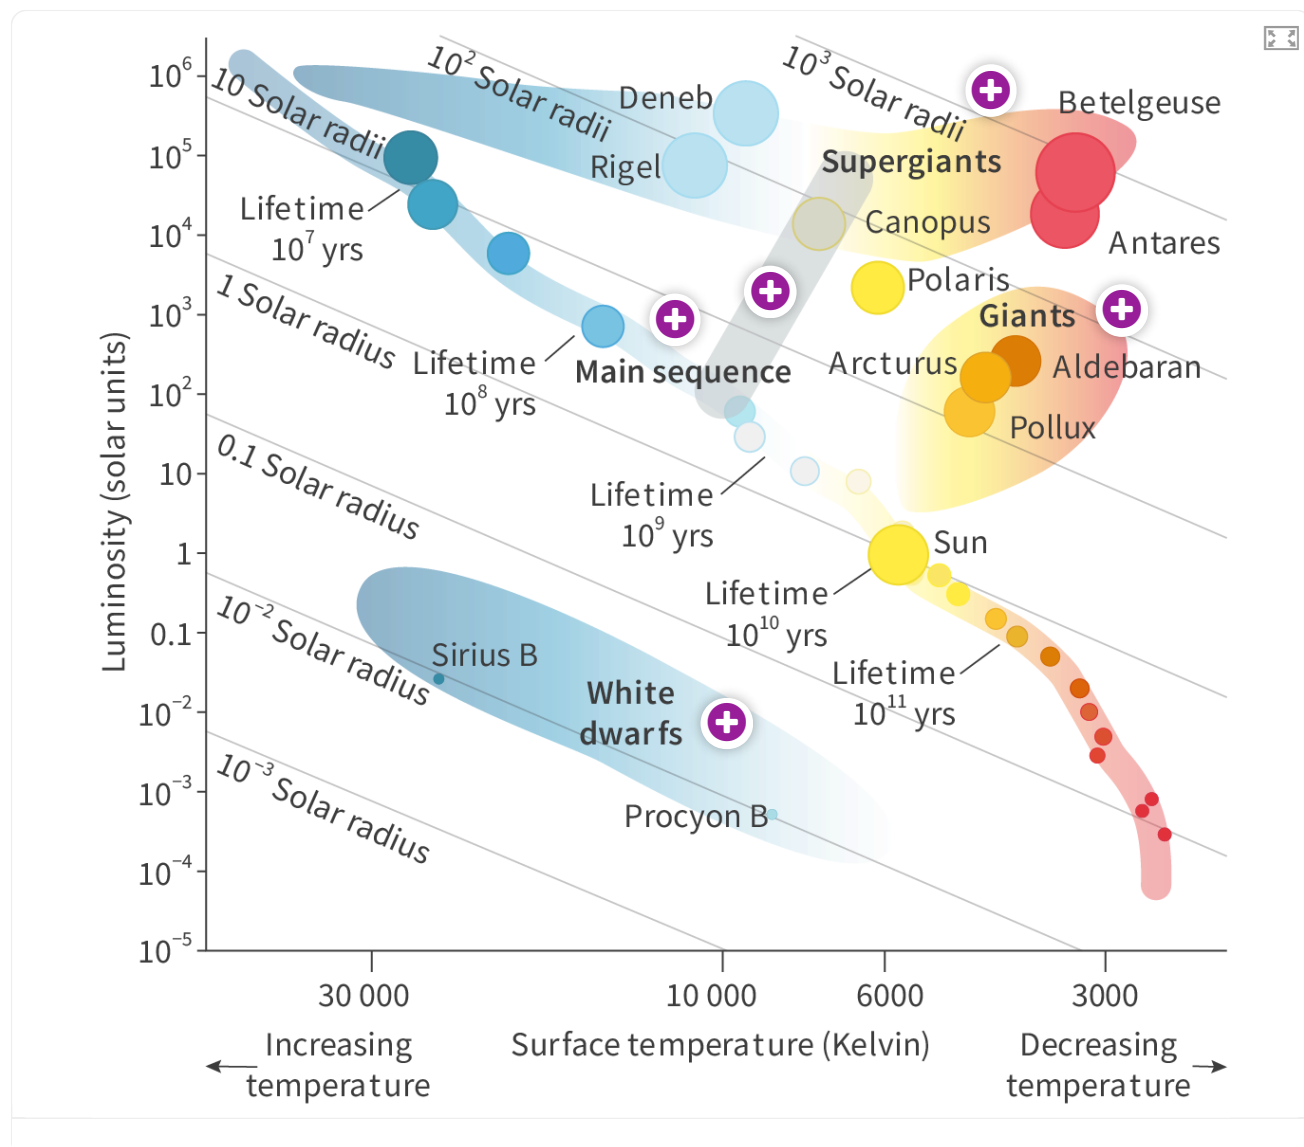 10⁶
10⁵
10⁴
10³
10²
10
1
0.1
10⁻²
10⁻³
10⁻⁴
10⁻⁵
Luminosity (solar units)
10 Solar radii
10² Solar radii
10³ Solar radii
1 Solar radius
0.1 Solar radius
10⁻² Solar radius
10⁻³ Solar radius
Deneb
Rigel
Supergiants
Betelgeuse
Canopus
Antares
Polaris
Giants
Arcturus
Aldebaran
Pollux
Lifetime
10⁷ yrs
Lifetime
10⁸ yrs
Main sequence
Lifetime
10⁹ yrs
Sun
Lifetime
10¹⁰ yrs
Lifetime
10¹¹ yrs
Sirius B
White
dwarfs
Procyon B
30 000
10 000
6000
3000
Increasing
temperature
Surface temperature (Kelvin)
Decreasing
temperature